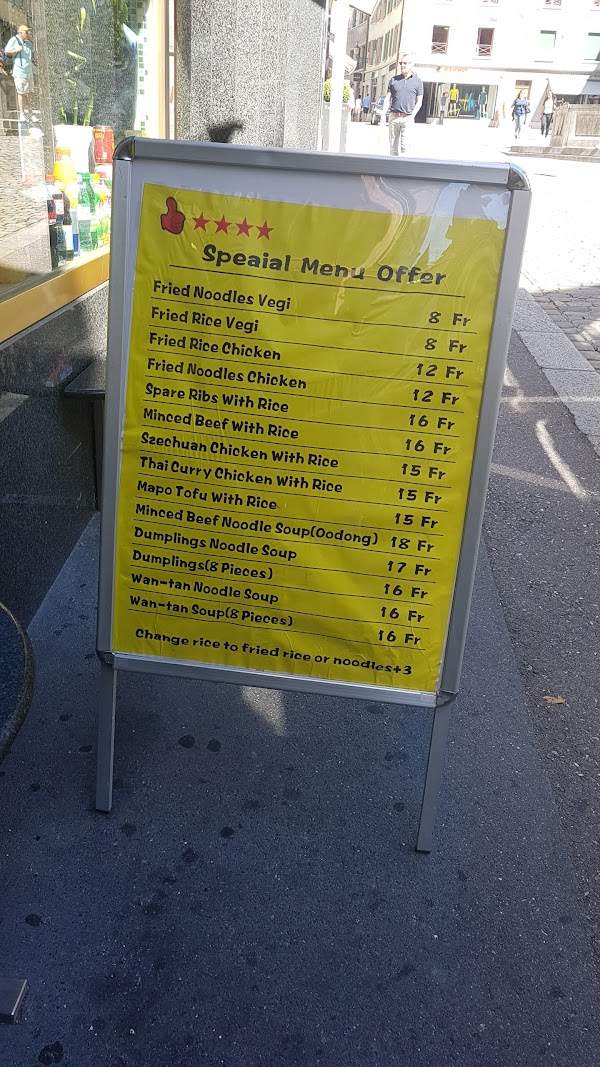 Speaial Menu Offer
Fried Noodles Vegi 8 Fr
Fried Rice Vegi 8 Fr
Fried Rice Chicken 12 Fr
Fried Noodles Chicken 12 Fr
Spare Ribs With Rice 16 Fr
Minced Beef With Rice 16 Fr
Szechuan Chicken With Rice 15 Fr
Thai Curry Chicken With Rice 15 Fr
Mapo Tofu With Rice 15 Fr
Minced Beef Noodle Soup(Oodong) 18 Fr
Dumplings Noodle Soup 17 Fr
Dumplings(8 Pieces) 16 Fr
Wan-tan Noodle Soup 16 Fr
Wan-tan Soup(8 Pieces) 16 Fr
Change rice to fried rice or noodles+3